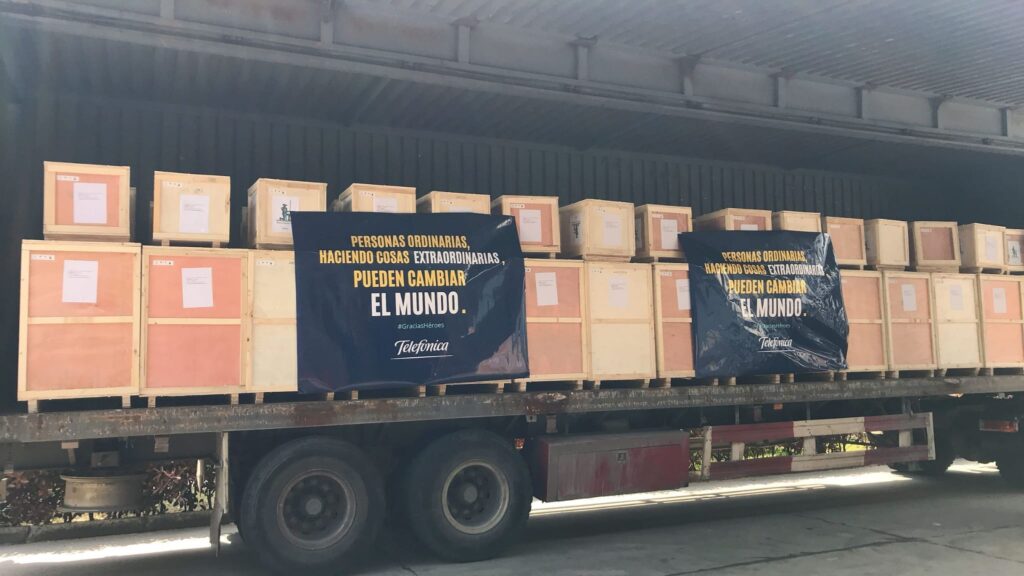 PERSONAS ORDINARIAS,
HACIENDO COSAS EXTRAORDINARIAS,
PUEDEN CAMBIAR
EL MUNDO.
#GraciasHéroes
Telefónica
PERSONAS ORDINARIAS,
HACIENDO COSAS EXTRAORDINARIAS,
PUEDEN CAMBIAR
EL MUNDO.
#GraciasHéroes
Telefónica